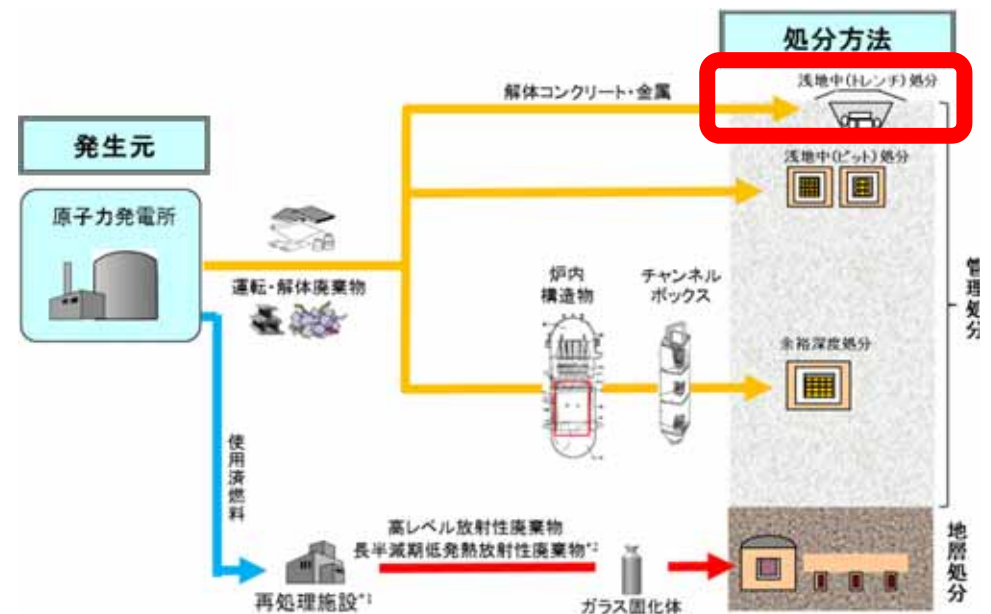 処分方法
浅地中(トレンチ)処分
解体コンクリート・金属
発生元
浅地中(ピット)処分
原子力発電所
運転・解体廃棄物
炉内
構造物
チャンネル
ボックス
管理処分
余裕深度処分
使用済燃料
高レベル放射性廃棄物
長半減期低発熱放射性廃棄物*2
地層処分
再処理施設*1
ガラス固化体